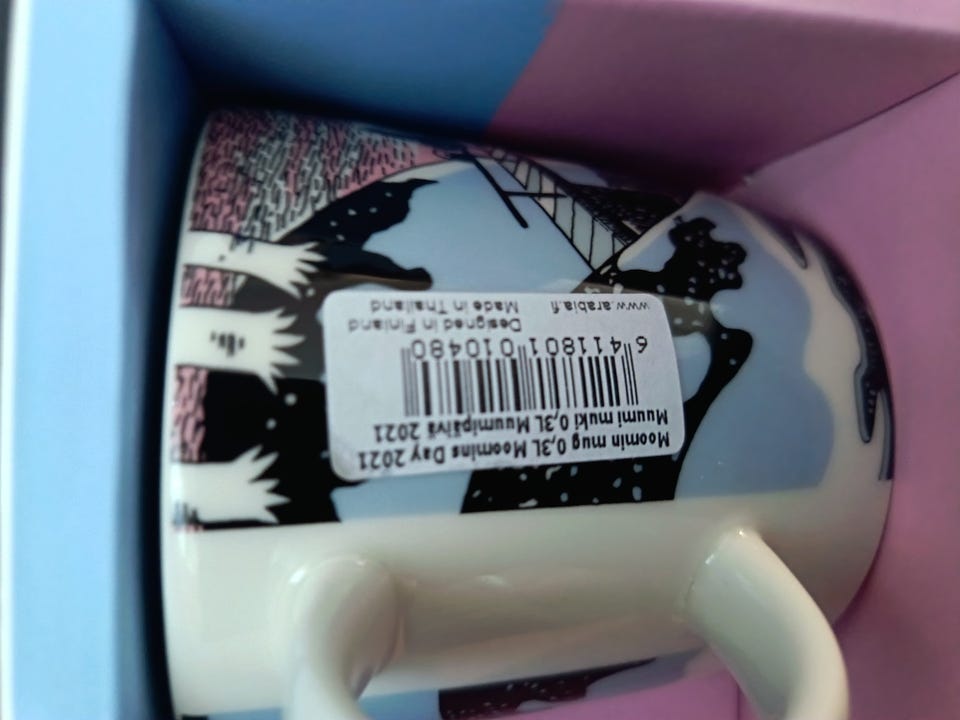 Moomin mug 0,3L Moomins Day 2021
Muumi muki 0,3L Muumipäivä 2021
6 411801 010480
Designed in Finland
Made in Thailand
www.arabia.fi